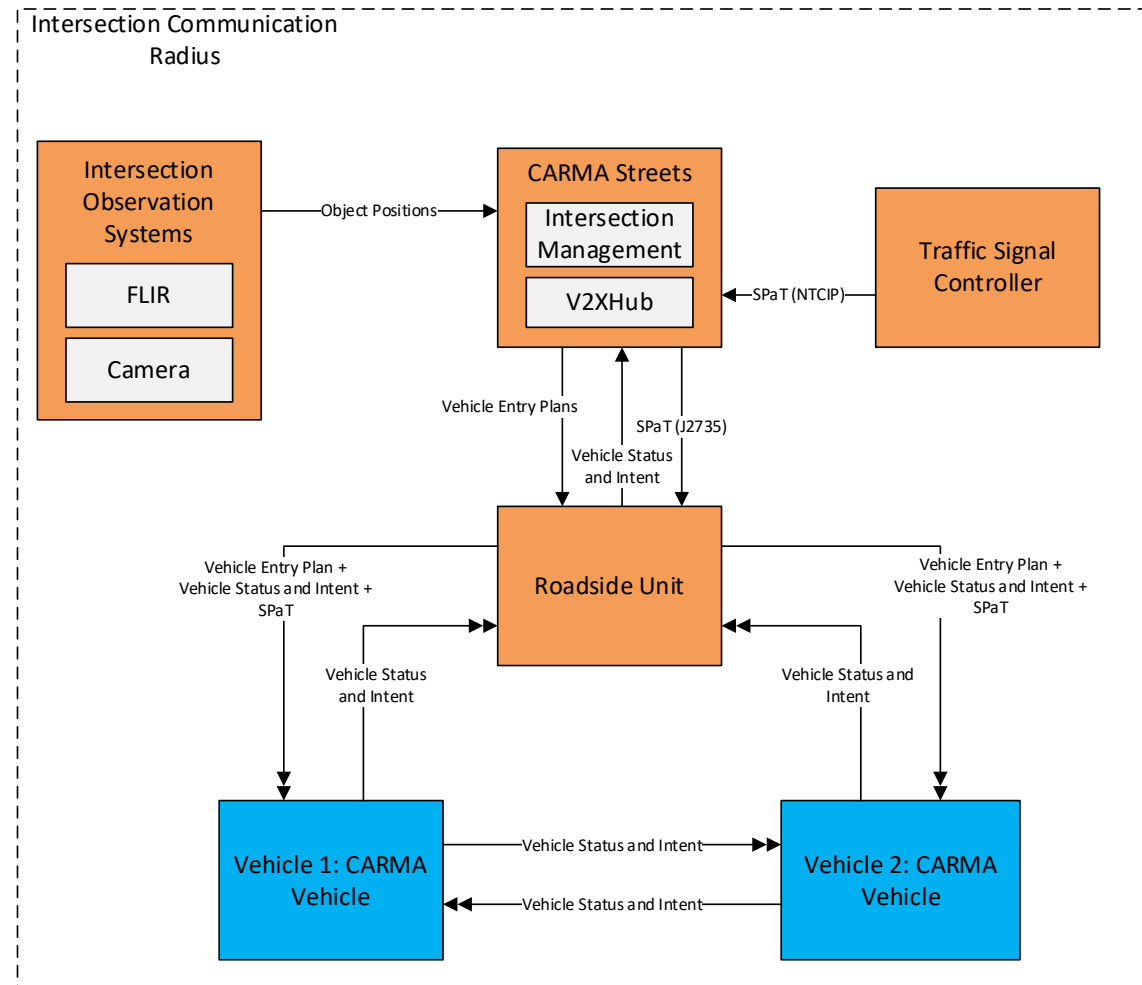 Intersection Communication
Radius
Intersection
Observation
Systems
FLIR
Camera
Object Positions
CARMA Streets
Intersection
Management
V2XHub
SPaT (NTCIP)
Traffic Signal
Controller
Vehicle Entry Plans
SPaT (J2735)
Vehicle Status
and Intent
Roadside Unit
Vehicle Entry Plan +
Vehicle Status and Intent +
SPaT
Vehicle Entry Plan +
Vehicle Status and Intent +
SPaT
Vehicle Status
and Intent
Vehicle Status and
Intent
Vehicle 1: CARMA
Vehicle
Vehicle Status and Intent
Vehicle Status and Intent
Vehicle 2: CARMA
Vehicle